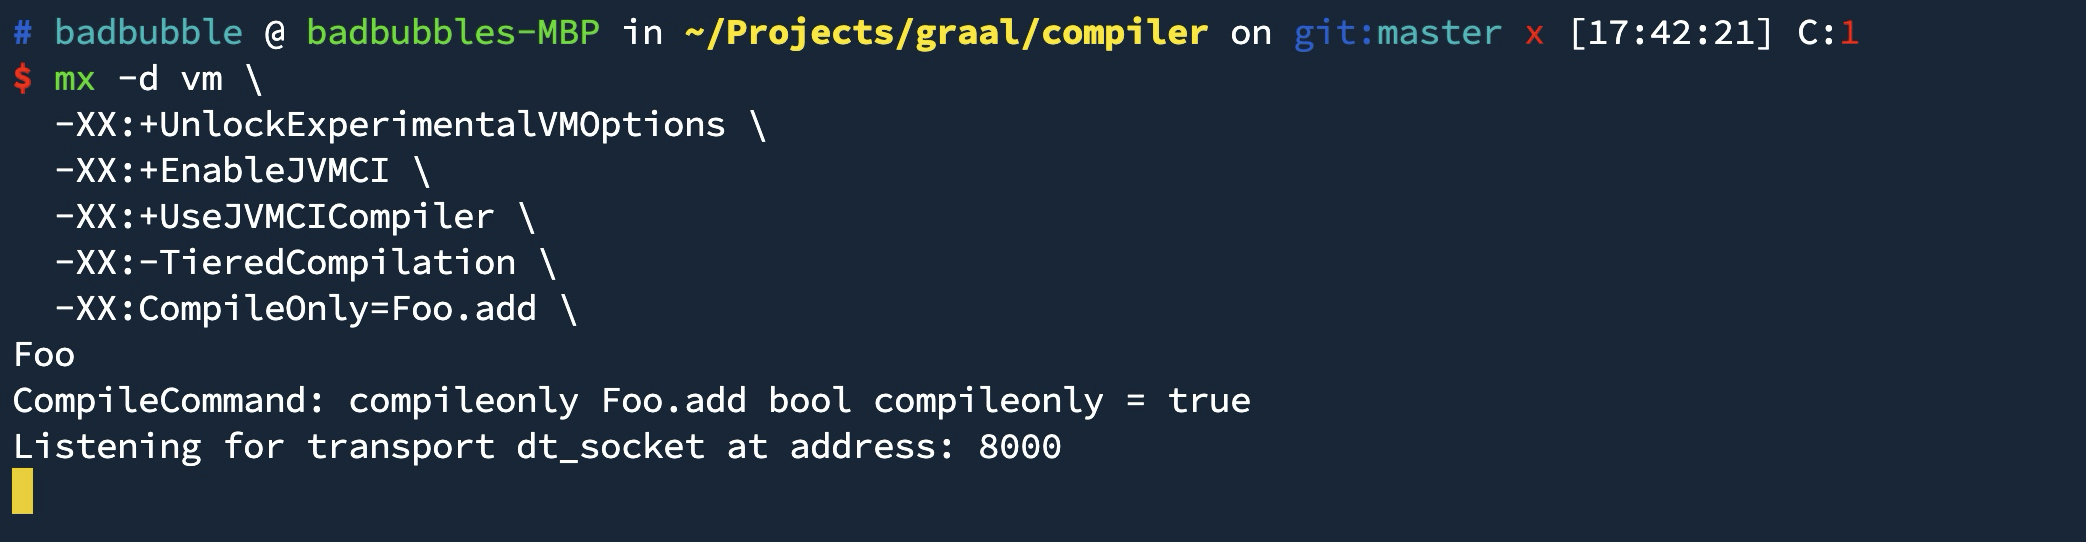 # badbubble @ badbubbles-MBP in ~/Projects/graal/compiler on git:master x [17:42:21] C:1
$ mx -d vm \
  -XX:+UnlockExperimentalVMOptions \
  -XX:+EnableJVMCI \
  -XX:+UseJVMCICompiler \
  -XX:-TieredCompilation \
  -XX:CompileOnly=Foo.add \
Foo
CompileCommand: compileonly Foo.add bool compileonly = true
Listening for transport dt_socket at address: 8000